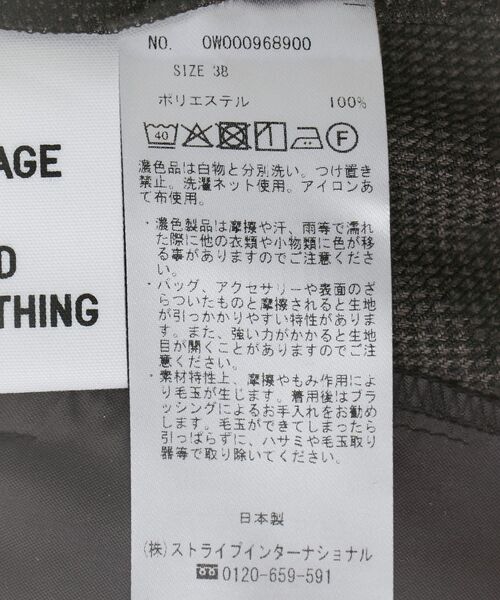 AGE
D
THING
NO. 0W000968900
SIZE 38
ポリエステル 100%
40 F
濃色品は白物と分別洗い。つけ置き
禁止。洗濯ネット使用。アイロンあ
て布使用。
・濃色製品は摩擦や汗、雨等で濡れ
た際に他の衣類や小物類に色が移
る事がありますのでご注意くださ
い。
・バッグ、アクセサリーや表面のざ
らついたものと摩擦されると生地
が引っかかりやすい特性がありま
す。また、強い力がかかると生地
目が開くことがありますのでご注
意ください。
・素材特性上、摩擦やもみ作用によ
り毛玉が生じます。着用後はブラ
ッシングによるお手入れをお勧め
します。毛玉ができてしまったら
引っぱらずに、ハサミや毛玉取り
器等で取り除いてください。
日本製
(株)ストライプインターナショナル
0120-659-591